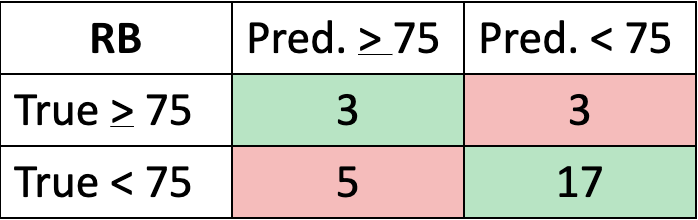 RB Pred. ≥ 75 Pred. < 75
True ≥ 75 3 3
True < 75 5 17